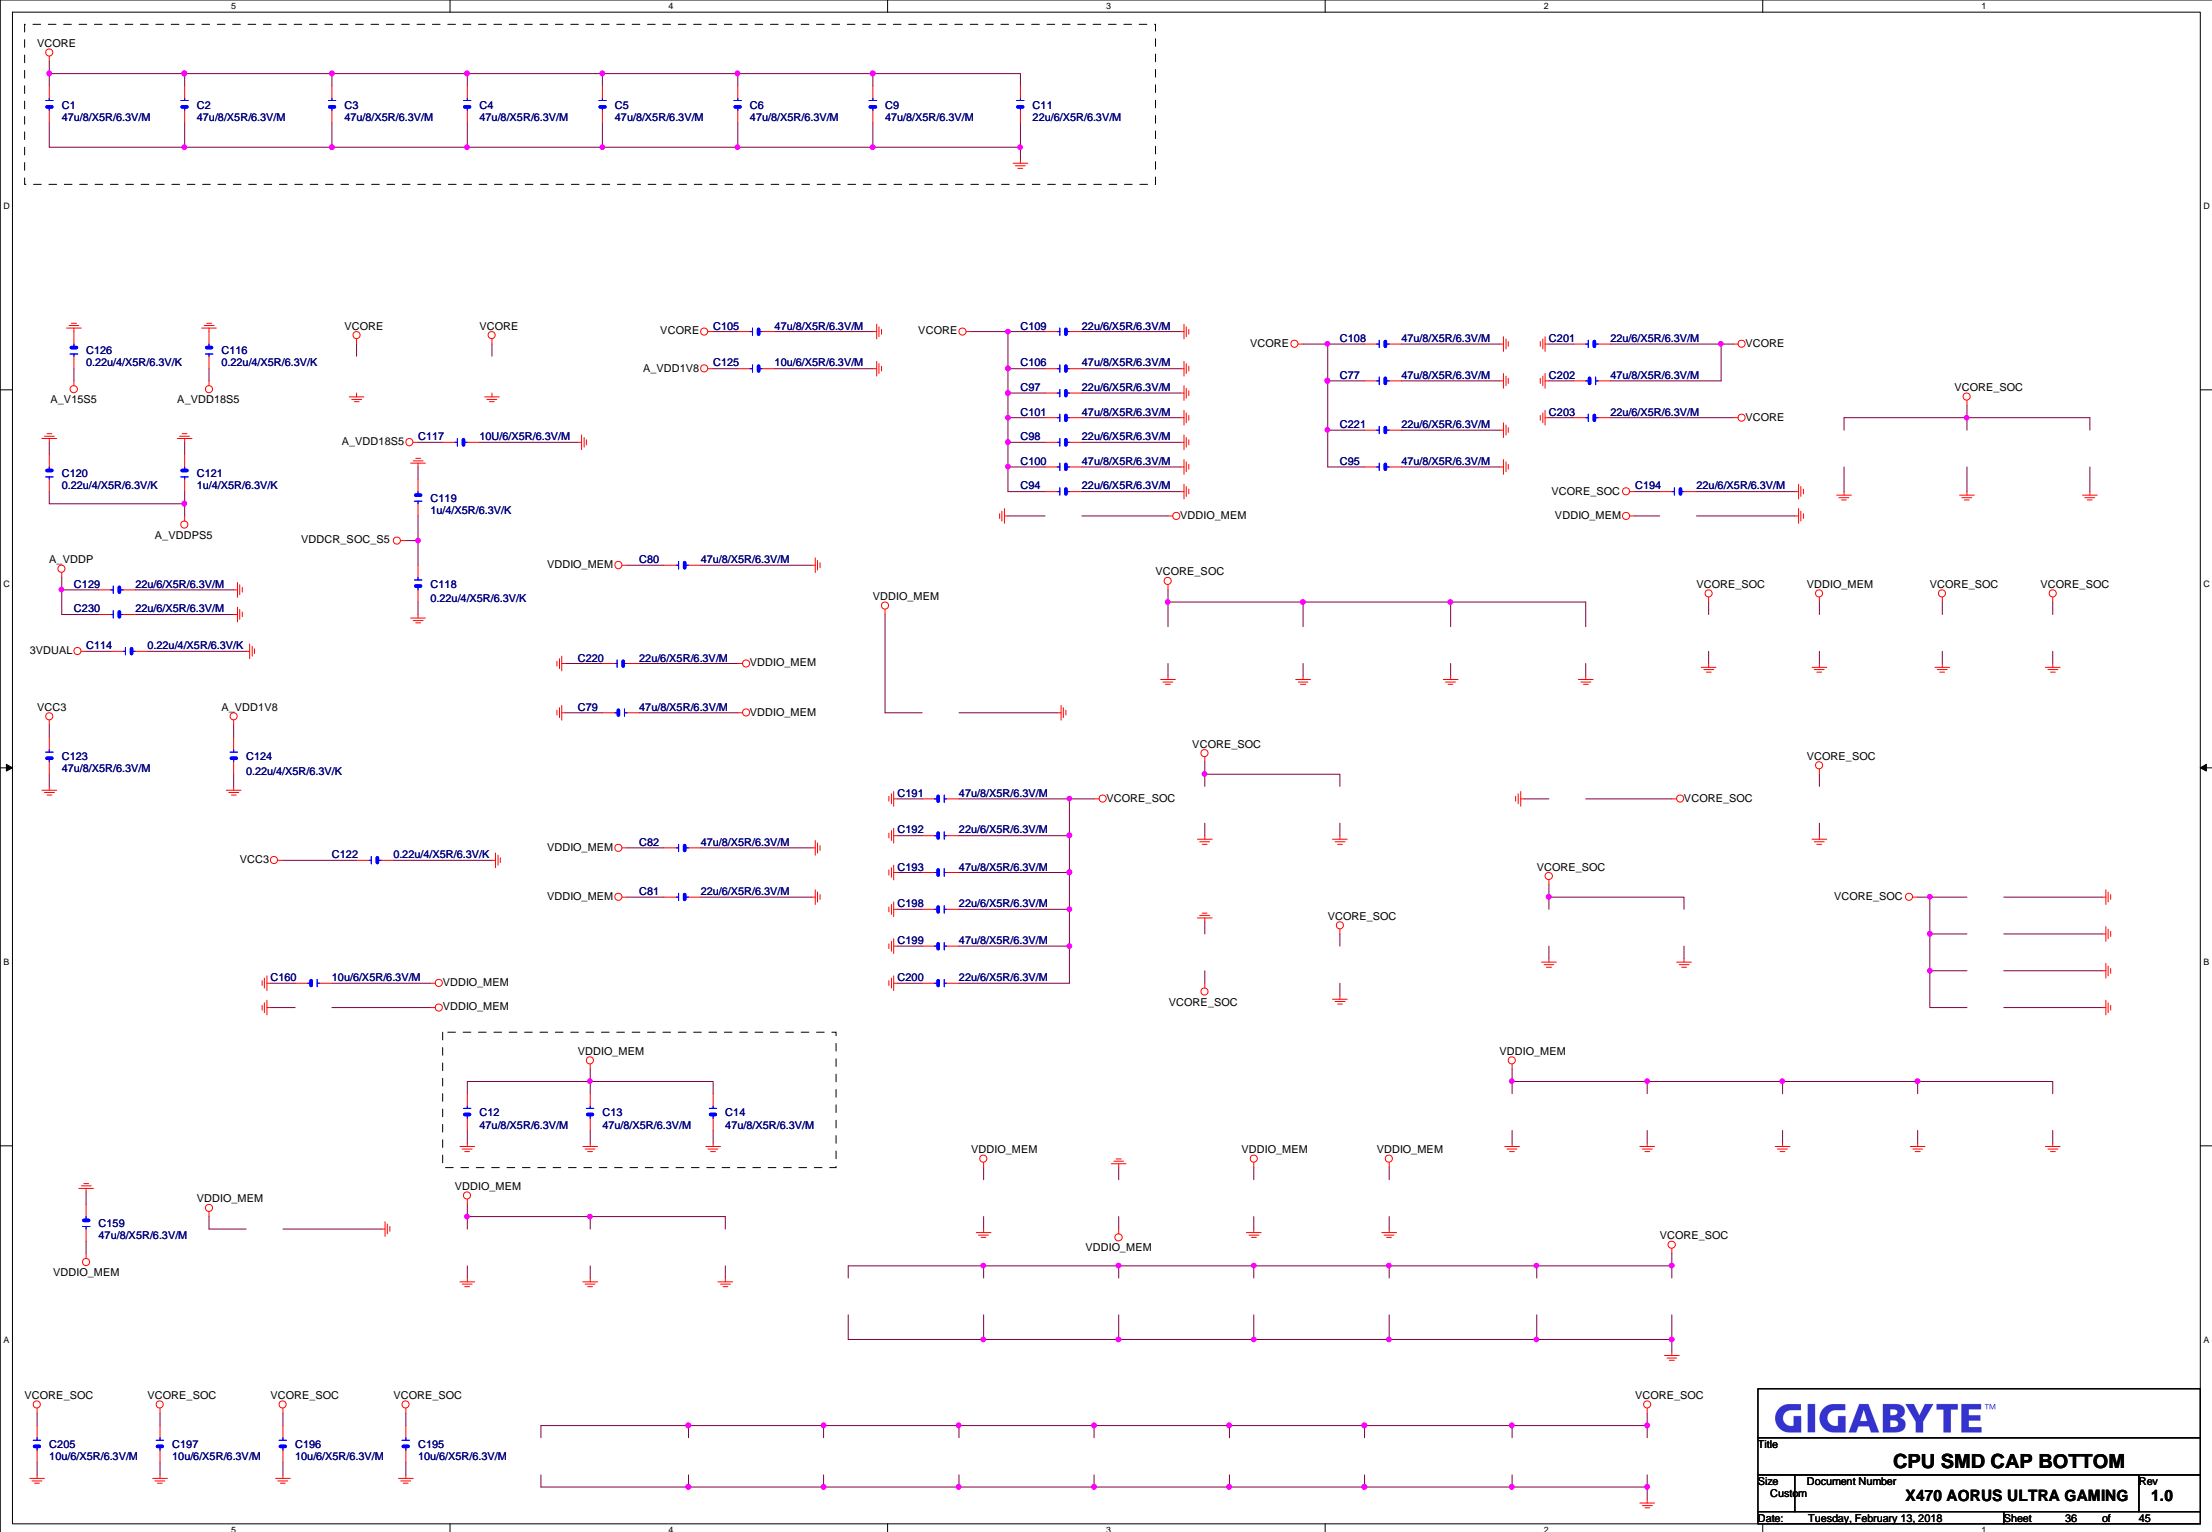 5 4 3 2 1
VCORE
C1
47u/8/X5R/6.3V/M
C2
47u/8/X5R/6.3V/M
C3
47u/8/X5R/6.3V/M
C4
47u/8/X5R/6.3V/M
C5
47u/8/X5R/6.3V/M
C6
47u/8/X5R/6.3V/M
C9
47u/8/X5R/6.3V/M
C11
22u/6/X5R/6.3V/M
D D
C126
0.22u/4/X5R/6.3V/K
A_V15S5
C116
0.22u/4/X5R/6.3V/K
A_VDD18S5
VCORE
VCORE
VCORE C105 47u/8/X5R/6.3V/M
A_VDD1V8 C125 10u/6/X5R/6.3V/M
VCORE C109 22u/6/X5R/6.3V/M
C106 47u/8/X5R/6.3V/M
C97 22u/6/X5R/6.3V/M
C101 47u/8/X5R/6.3V/M
C98 22u/6/X5R/6.3V/M
C100 47u/8/X5R/6.3V/M
C94 22u/6/X5R/6.3V/M
VDDIO_MEM
VCORE C108 47u/8/X5R/6.3V/M
C77 47u/8/X5R/6.3V/M
C221 22u/6/X5R/6.3V/M
C95 47u/8/X5R/6.3V/M
C201 22u/6/X5R/6.3V/M VCORE
C202 47u/8/X5R/6.3V/M
C203 22u/6/X5R/6.3V/M VCORE
VCORE_SOC C194 22u/6/X5R/6.3V/M
VDDIO_MEM
VCORE_SOC
C120
0.22u/4/X5R/6.3V/K
C121
1u/4/X5R/6.3V/K
A_VDDPS5
A_VDD18S5 C117 10U/6/X5R/6.3V/M
C119
1u/4/X5R/6.3V/K
VDDCR_SOC_S5
C118
0.22u/4/X5R/6.3V/K
C C
A_VDDP
C129 22u/6/X5R/6.3V/M
C230 22u/6/X5R/6.3V/M
3VDUAL C114 0.22u/4/X5R/6.3V/K
VDDIO_MEM C80 47u/8/X5R/6.3V/M
C220 22u/6/X5R/6.3V/M VDDIO_MEM
C79 47u/8/X5R/6.3V/M VDDIO_MEM
VDDIO_MEM
VCORE_SOC
VCORE_SOC
VDDIO_MEM
VCORE_SOC
VCORE_SOC
VCC3
C123
47u/8/X5R/6.3V/M
A_VDD1V8
C124
0.22u/4/X5R/6.3V/K
VCC3 C122 0.22u/4/X5R/6.3V/K
VDDIO_MEM C82 47u/8/X5R/6.3V/M
VDDIO_MEM C81 22u/6/X5R/6.3V/M
C191 47u/8/X5R/6.3V/M VCORE_SOC
C192 22u/6/X5R/6.3V/M
C193 47u/8/X5R/6.3V/M
C198 22u/6/X5R/6.3V/M
C199 47u/8/X5R/6.3V/M
C200 22u/6/X5R/6.3V/M
VCORE_SOC
VCORE_SOC
VCORE_SOC
VCORE_SOC
VCORE_SOC
VCORE_SOC
VCORE_SOC
B B
C160 10u/6/X5R/6.3V/M VDDIO_MEM
VDDIO_MEM
VDDIO_MEM
C12
47u/8/X5R/6.3V/M
C13
47u/8/X5R/6.3V/M
C14
47u/8/X5R/6.3V/M
VDDIO_MEM
VDDIO_MEM
VDDIO_MEM
VDDIO_MEM
VDDIO_MEM
C159
47u/8/X5R/6.3V/M
VDDIO_MEM
VDDIO_MEM
VDDIO_MEM
VCORE_SOC
A A
VCORE_SOC
C205
10u/6/X5R/6.3V/M
VCORE_SOC
C197
10u/6/X5R/6.3V/M
VCORE_SOC
C196
10u/6/X5R/6.3V/M
VCORE_SOC
C195
10u/6/X5R/6.3V/M
VCORE_SOC
GIGABYTE™
Title
CPU SMD CAP BOTTOM
Size Document Number Rev
Custom X470 AORUS ULTRA GAMING 1.0
Date: Tuesday, February 13, 2018 Sheet 36 of 45
5 4 3 2 1